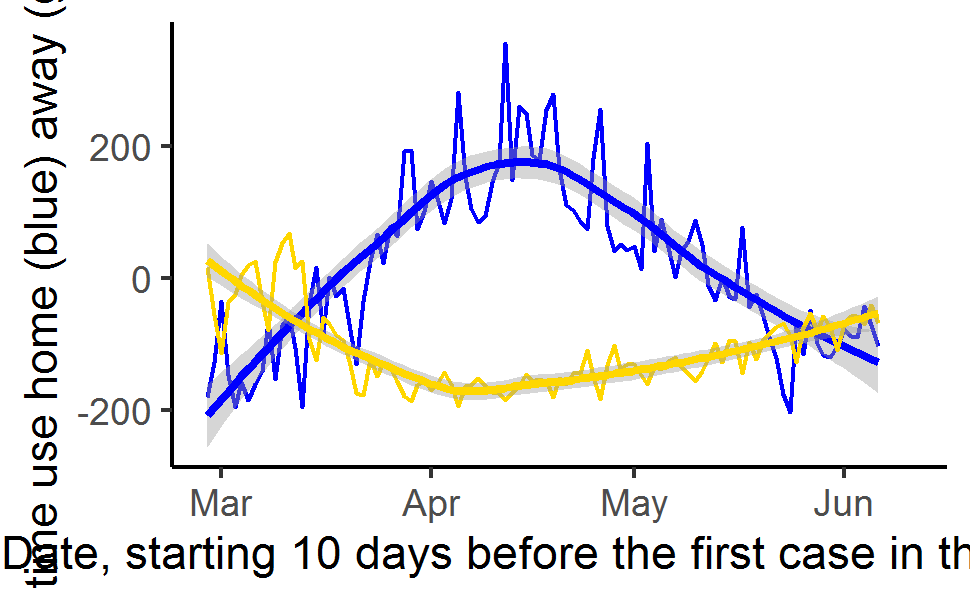 time use home (blue) away (
200
0
-200
Mar Apr May Jun
Date, starting 10 days before the first case in th